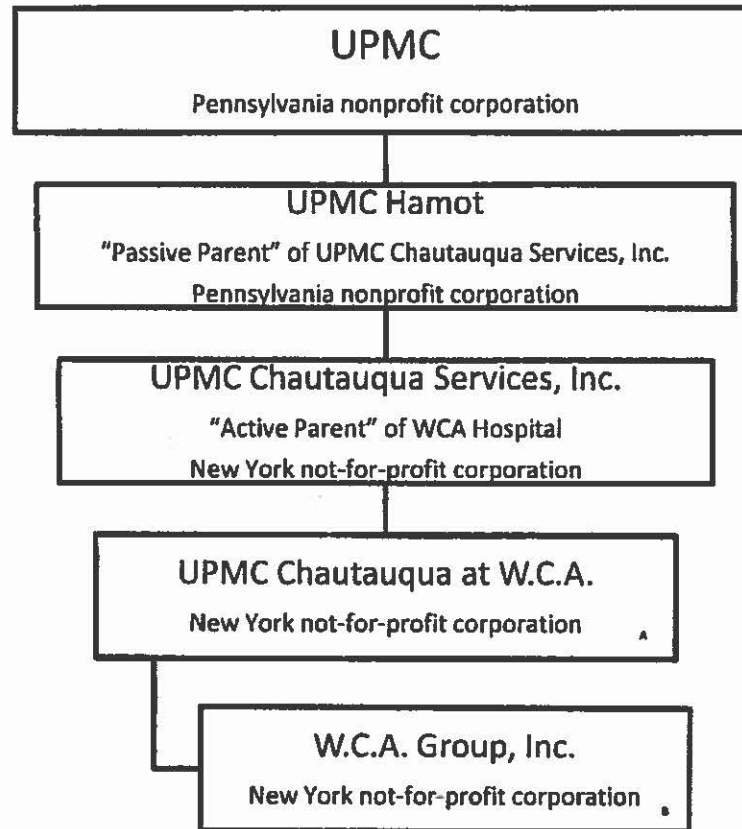 UPMC
Pennsylvania nonprofit corporation
UPMC Hamot
"Passive Parent" of UPMC Chautauqua Services, Inc.
Pennsylvania nonprofit corporation
UPMC Chautauqua Services, Inc.
"Active Parent" of WCA Hospital
New York not-for-profit corporation
UPMC Chautauqua at W.C.A.
New York not-for-profit corporation A
W.C.A. Group, Inc.
New York not-for-profit corporation